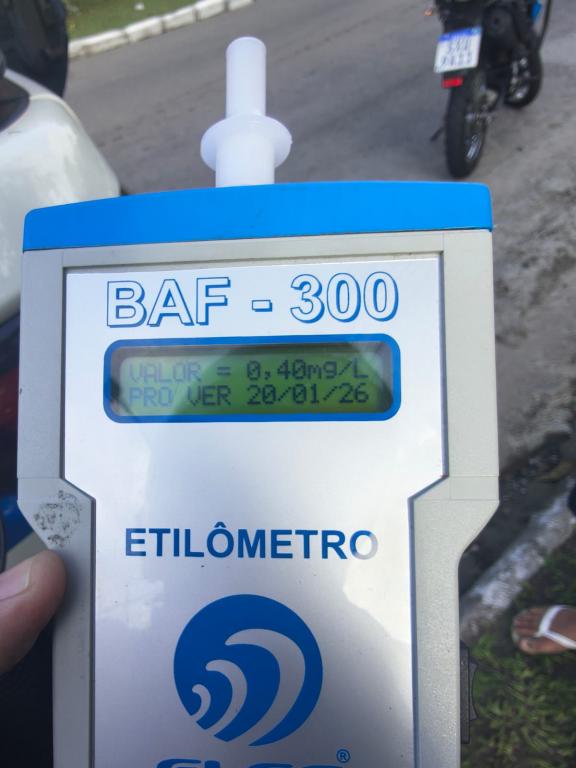 BAF - 300
VALOR = 0,40mg/L
PRO VER 20/01/26
ETILÔMETRO